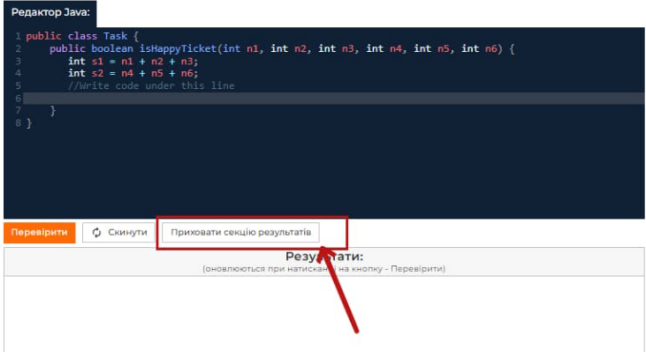 Редактор Java:
1 public class Task {
2 public boolean isHappyTicket(int n1, int n2, int n3, int n4, int n5, int n6) {
3 int s1 = n1 + n2 + n3;
4 int s2 = n4 + n5 + n6;
5 //Write code under this line
6
7 }
8 }
Перевірити Скинути Приховати секцію результатів
Результати:
(оновлюються при натисканні на кнопку - Перевірити)